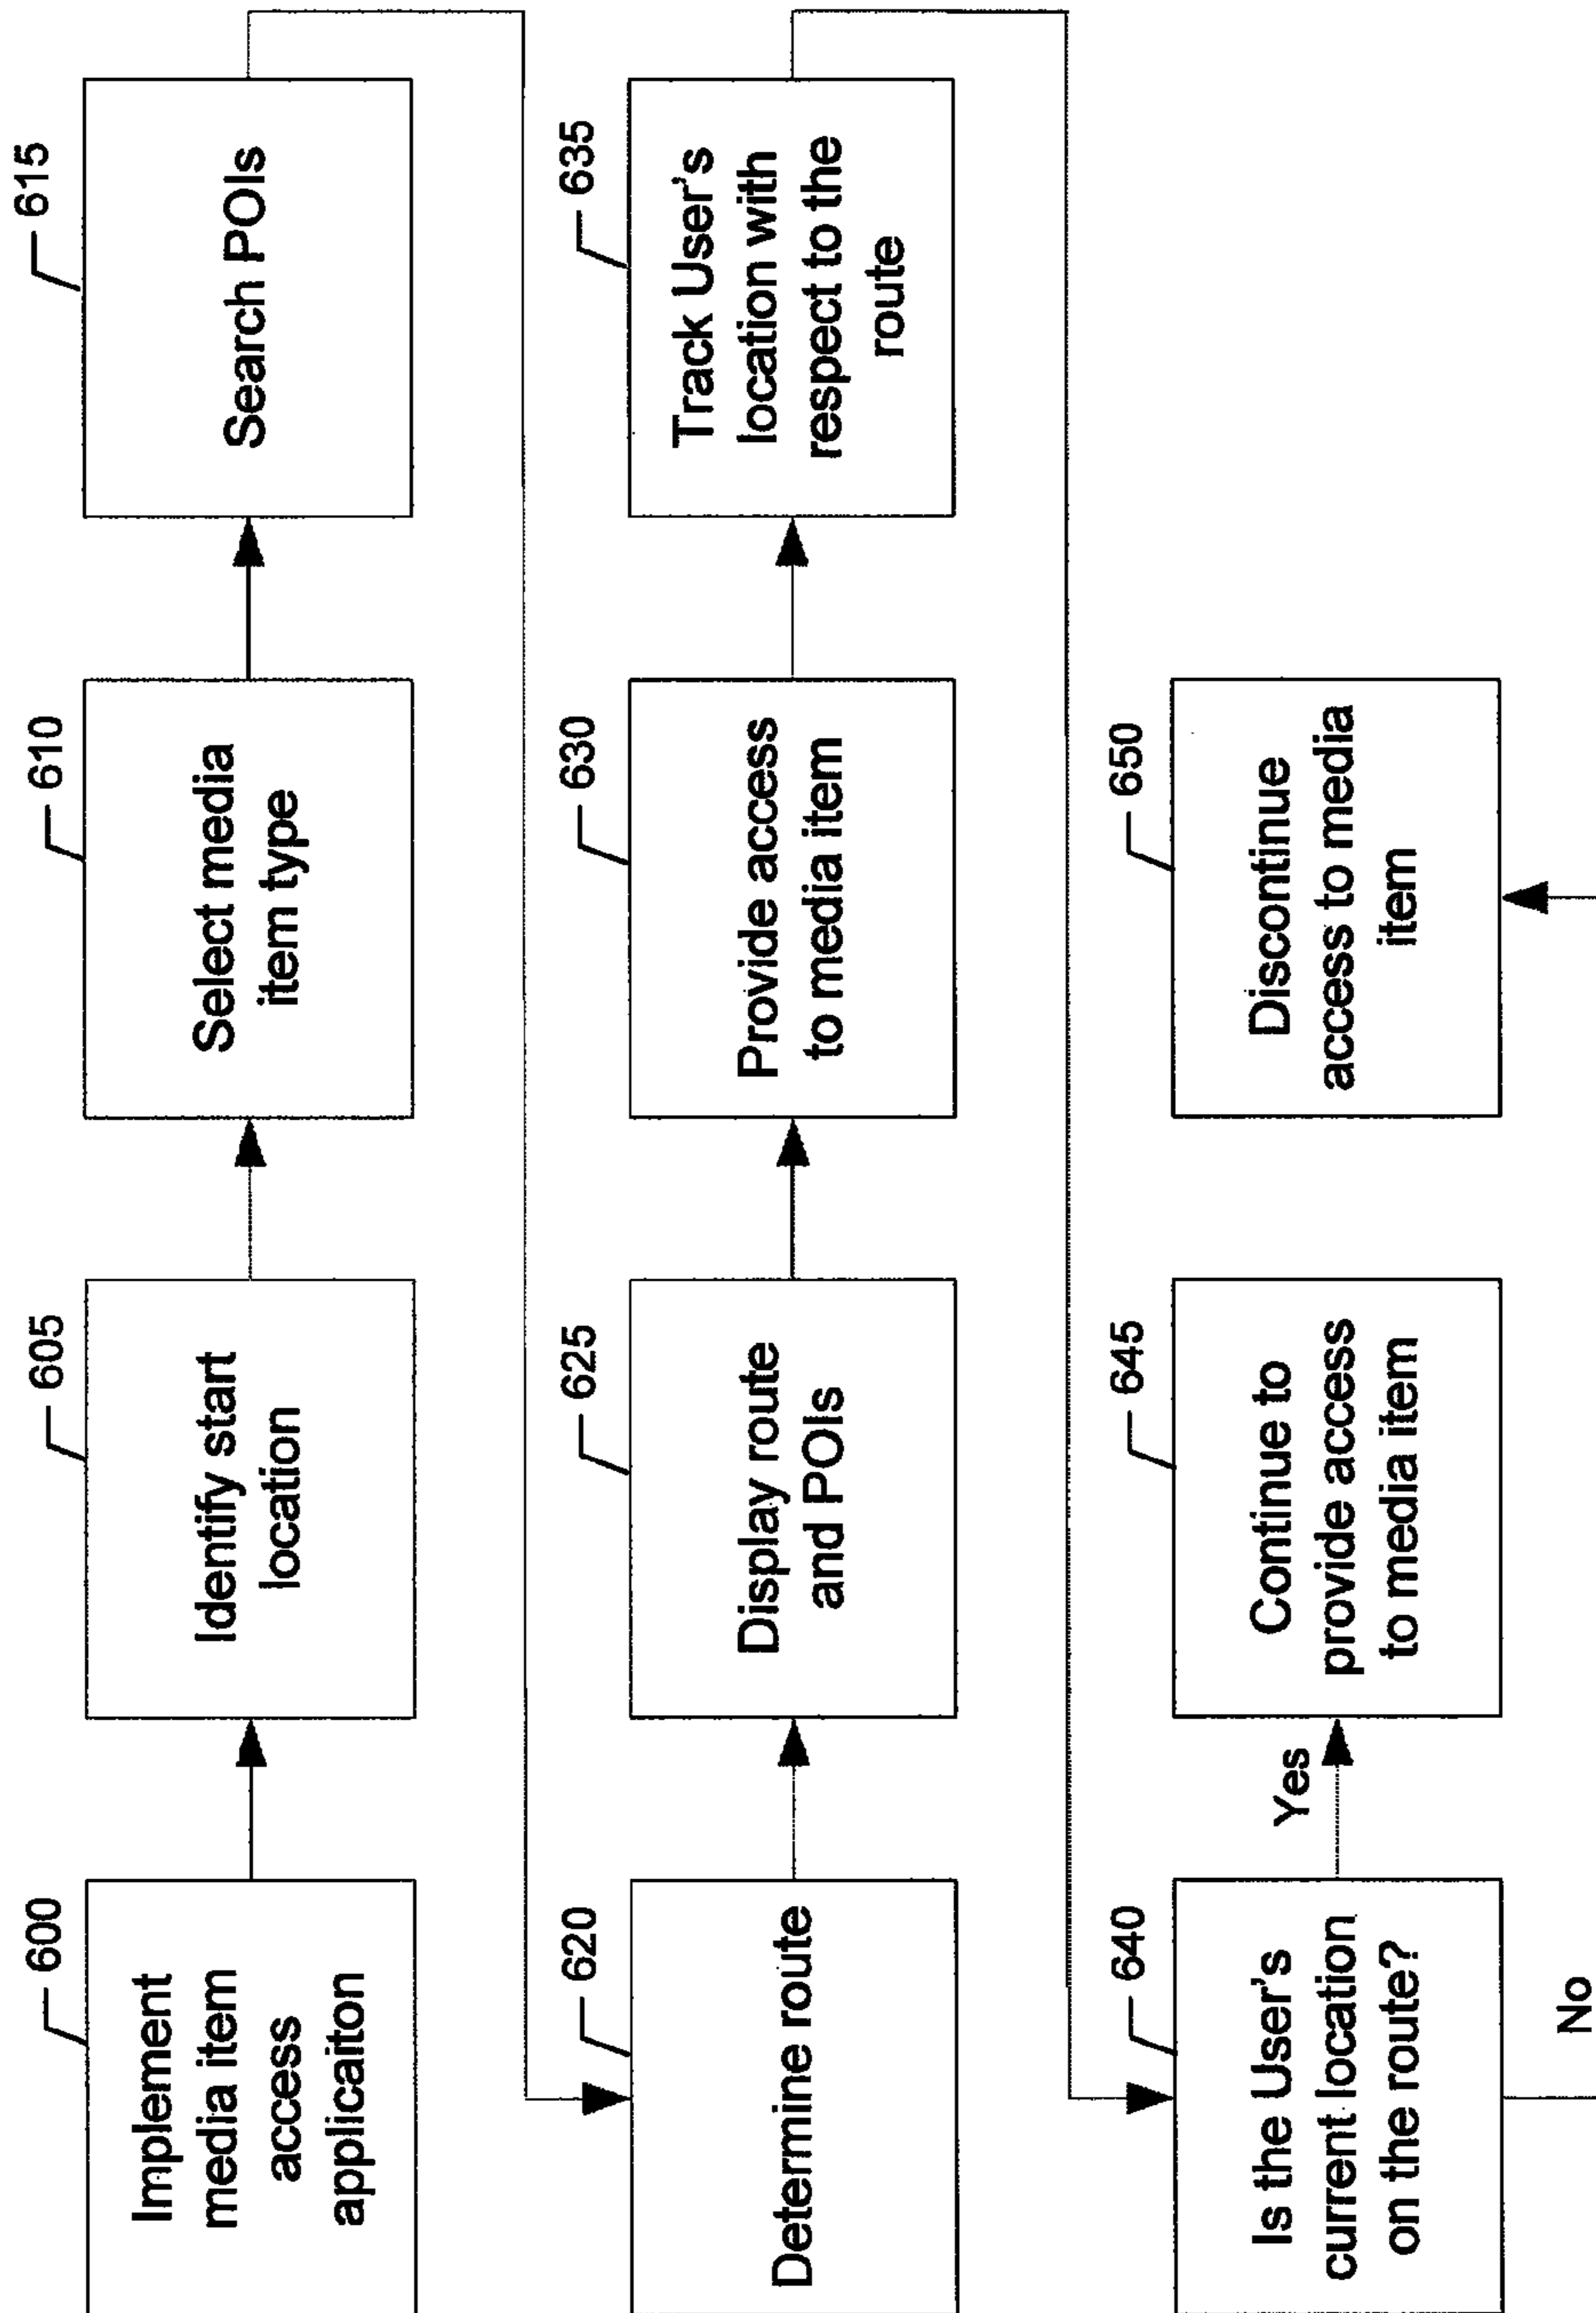 600
Implement
media item
access
applicaiton
605
Identify start
location
610
Select media
item type
615
Search POIs
620
Determine route
625
Display route
and POIs
630
Provide access
to media item
635
Track User's
location with
respect to the
route
640
Is the User's
current location
on the route?
Yes
No
645
Continue to
provide access
to media item
650
Discontinue
access to media
item